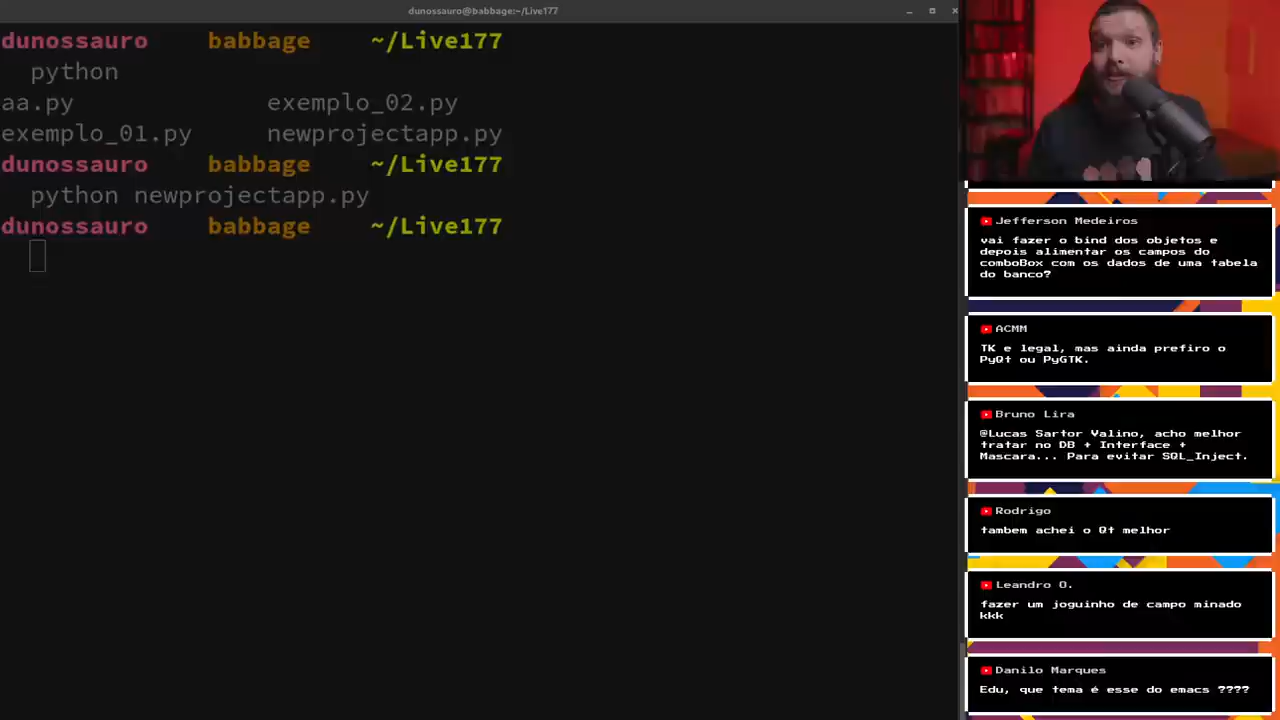 dunossauro@babbage:~/Live177
dunossauro babbage ~/Live177
python
aa.py exemplo_02.py
exemplo_01.py newprojectapp.py
dunossauro babbage ~/Live177
python newprojectapp.py
dunossauro babbage ~/Live177
Jefferson Medeiros
vai fazer o bind dos objetos e
depois alimentar os campos do
comboBox com os dados de uma tabela
do banco?
ACMM
TK e legal, mas ainda prefiro o
PyQt ou PyGTK.
Bruno Lira
@Lucas Sartor Valino, acho melhor
tratar no DB + Interface +
Mascara... Para evitar SQL_Inject.
Rodrigo
tambem achei o Qt melhor
Leandro O.
fazer um joguinho de campo minado
kkk
Danilo Marques
Edu, que tema é esse do emacs ????